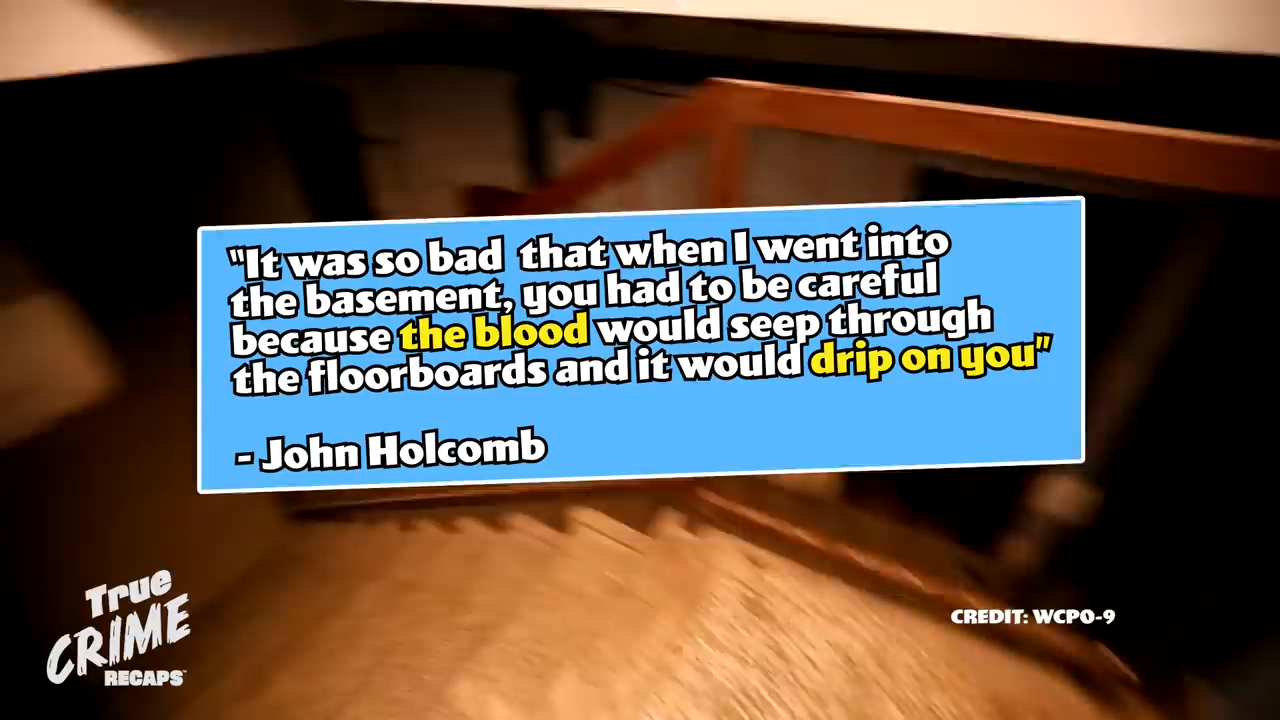 "It was so bad that when I went into
the basement, you had to be careful
because the blood would seep through
the floorboards and it would drip on you"
- John Holcomb
True
CRIME
RECAPS
CREDIT: WCPO-9